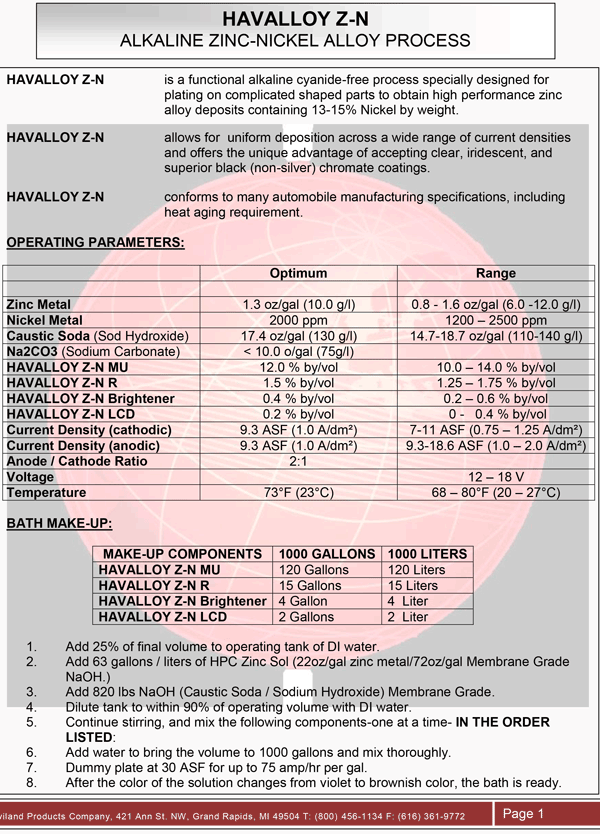 HAVALLOY Z-N
ALKALINE ZINC-NICKEL ALLOY PROCESS
HAVALLOY Z-N is a functional alkaline cyanide-free process specially designed for
plating on complicated shaped parts to obtain high performance zinc
alloy deposits containing 13-15% Nickel by weight.
HAVALLOY Z-N allows for uniform deposition across a wide range of current densities
and offers the unique advantage of accepting clear, iridescent, and
superior black (non-silver) chromate coatings.
HAVALLOY Z-N conforms to many automobile manufacturing specifications, including
heat aging requirement.
OPERATING PARAMETERS:
Optimum Range
Zinc Metal 1.3 oz/gal (10.0 g/l) 0.8 - 1.6 oz/gal (6.0 -12.0 g/l)
Nickel Metal 2000 ppm 1200 – 2500 ppm
Caustic Soda (Sod Hydroxide) 17.4 oz/gal (130 g/l) 14.7-18.7 oz/gal (110-140 g/l)
Na2CO3 (Sodium Carbonate) < 10.0 o/gal (75g/l)
HAVALLOY Z-N MU 12.0 % by/vol 10.0 – 14.0 % by/vol
HAVALLOY Z-N R 1.5 % by/vol 1.25 – 1.75 % by/vol
HAVALLOY Z-N Brightener 0.4 % by/vol 0.2 – 0.6 % by/vol
HAVALLOY Z-N LCD 0.2 % by/vol 0 - 0.4 % by/vol
Current Density (cathodic) 9.3 ASF (1.0 A/dm²) 7-11 ASF (0.75 – 1.25 A/dm²)
Current Density (anodic) 9.3 ASF (1.0 A/dm²) 9.3-18.6 ASF (1.0 – 2.0 A/dm²)
Anode / Cathode Ratio 2:1
Voltage 12 – 18 V
Temperature 73°F (23°C) 68 – 80°F (20 – 27°C)
BATH MAKE-UP:
MAKE-UP COMPONENTS 1000 GALLONS 1000 LITERS
HAVALLOY Z-N MU 120 Gallons 120 Liters
HAVALLOY Z-N R 15 Gallons 15 Liters
HAVALLOY Z-N Brightener 4 Gallon 4 Liter
HAVALLOY Z-N LCD 2 Gallons 2 Liter
1. Add 25% of final volume to operating tank of DI water.
2. Add 63 gallons / liters of HPC Zinc Sol (22oz/gal zinc metal/72oz/gal Membrane Grade
NaOH.)
3. Add 820 lbs NaOH (Caustic Soda / Sodium Hydroxide) Membrane Grade.
4. Dilute tank to within 90% of operating volume with DI water.
5. Continue stirring, and mix the following components-one at a time- IN THE ORDER
LISTED:
6. Add water to bring the volume to 1000 gallons and mix thoroughly.
7. Dummy plate at 30 ASF for up to 75 amp/hr per gal.
8. After the color of the solution changes from violet to brownish color, the bath is ready.
viland Products Company, 421 Ann St. NW, Grand Rapids, MI 49504 T: (800) 456-1134 F: (616) 361-9772 Page 1